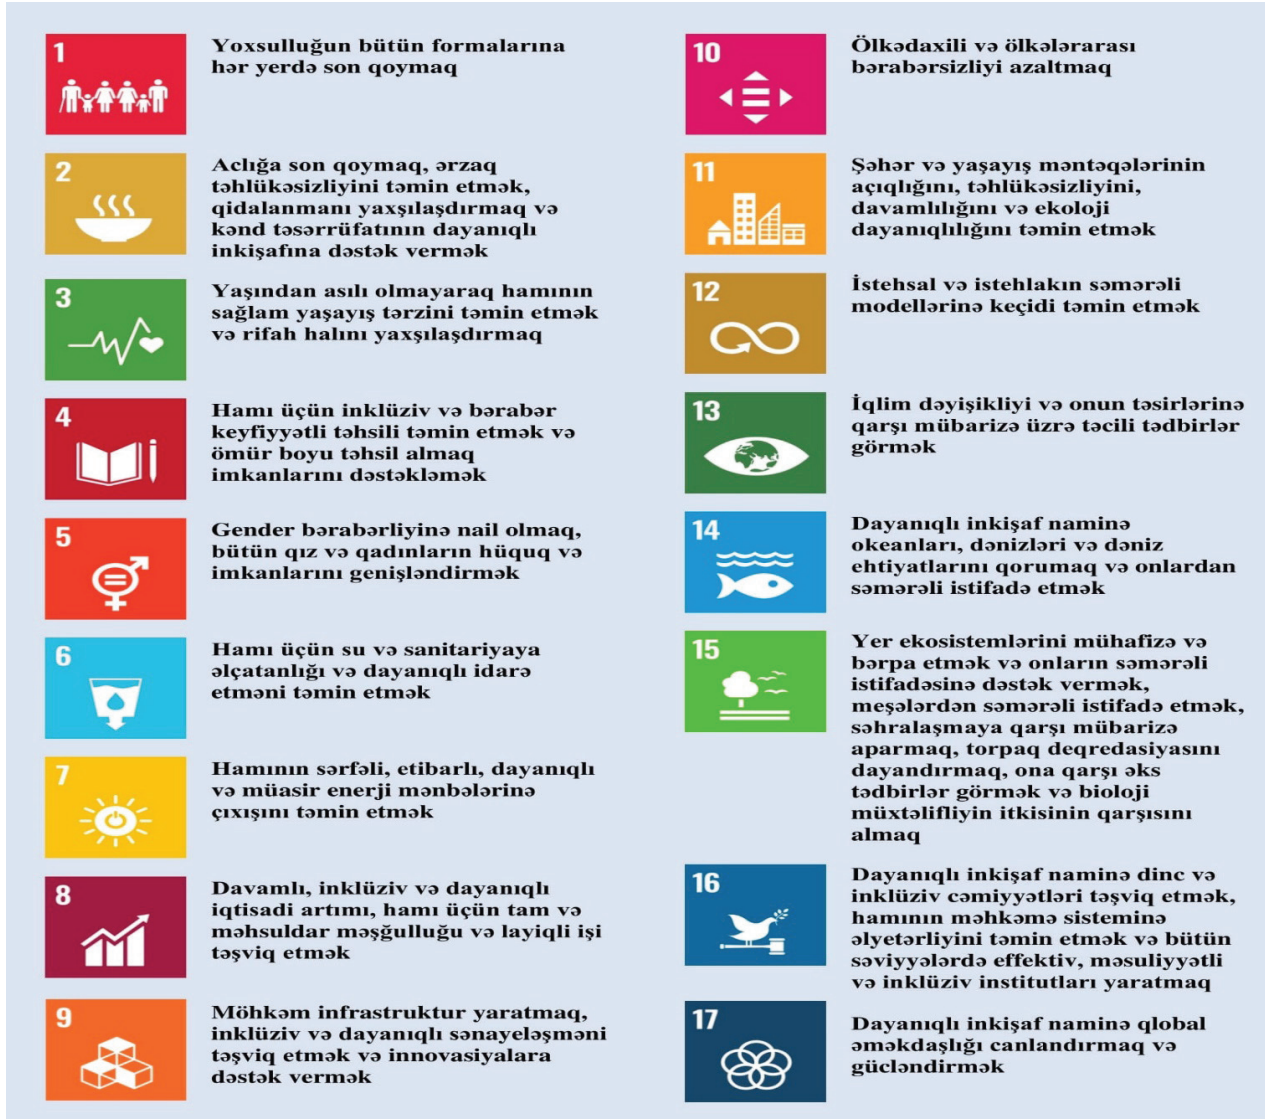 1
Yoxsulluğun bütün formalarına
hər yerdə son qoymaq
2
Aclığa son qoymaq, ərzaq
təhlükəsizliyini təmin etmək,
qidalanmanı yaxşılaşdırmaq və
kənd təsərrüfatının dayanıqlı
inkişafına dəstək vermək
3
Yaşından asılı olmayaraq hamının
sağlam yaşayış tərzini təmin etmək
və rifah halını yaxşılaşdırmaq
4
Hamı üçün inklüziv və bərabər
keyfiyyətli təhsili təmin etmək və
ömür boyu təhsil almaq
imkanlarını dəstəkləmək
5
Gender bərabərliyinə nail olmaq,
bütün qız və qadınların hüquq və
imkanlarını genişləndirmək
6
Hamı üçün su və sanitariyaya
əlçatanlığı və dayanıqlı idarə
etməni təmin etmək
7
Hamının sərfəli, etibarlı, dayanıqlı
və müasir enerji mənbələrinə
çıxışını təmin etmək
8
Davamlı, inklüziv və dayanıqlı
iqtisadi artımı, hamı üçün tam və
məhsuldar məşğulluğu və layiqli işi
təşviq etmək
9
Möhkəm infrastruktur yaratmaq,
inklüziv və dayanıqlı sənayeləşməni
təşviq etmək və innovasiyalara
dəstək vermək
10
Ölkədaxili və ölkələrarası
bərabərsizliyi azaltmaq
11
Şəhər və yaşayış məntəqələrinin
açıqlığını, təhlükəsizliyini,
davamlılığını və ekoloji
dayanıqlılığını təmin etmək
12
İstehsal və istehlakın səmərəli
modellərinə keçidi təmin etmək
13
İqlim dəyişikliyi və onun təsirlərinə
qarşı mübarizə üzrə təcili tədbirlər
görmək
14
Dayanıqlı inkişaf naminə
okeanları, dənizləri və dəniz
ehtiyatlarını qorumaq və onlardan
səmərəli istifadə etmək
15
Yer ekosistemlərini mühafizə və
bərpa etmək və onların səmərəli
istifadəsinə dəstək vermək,
meşələrdən səmərəli istifadə etmək,
səhralaşmaya qarşı mübarizə
aparmaq, torpaq deqredasiyasını
dayandırmaq, ona qarşı əks
tədbirlər görmək və bioloji
müxtəlifliyin itkisinin qarşısını
almaq
16
Dayanıqlı inkişaf naminə dinc və
inklüziv cəmiyyətləri təşviq etmək,
hamının məhkəmə sisteminə
əlyetərliyini təmin etmək və bütün
səviyyələrdə effektiv, məsuliyyətli
və inklüziv institutları yaratmaq
17
Dayanıqlı inkişaf naminə qlobal
əməkdaşlığı canlandırmaq və
gücləndirmək